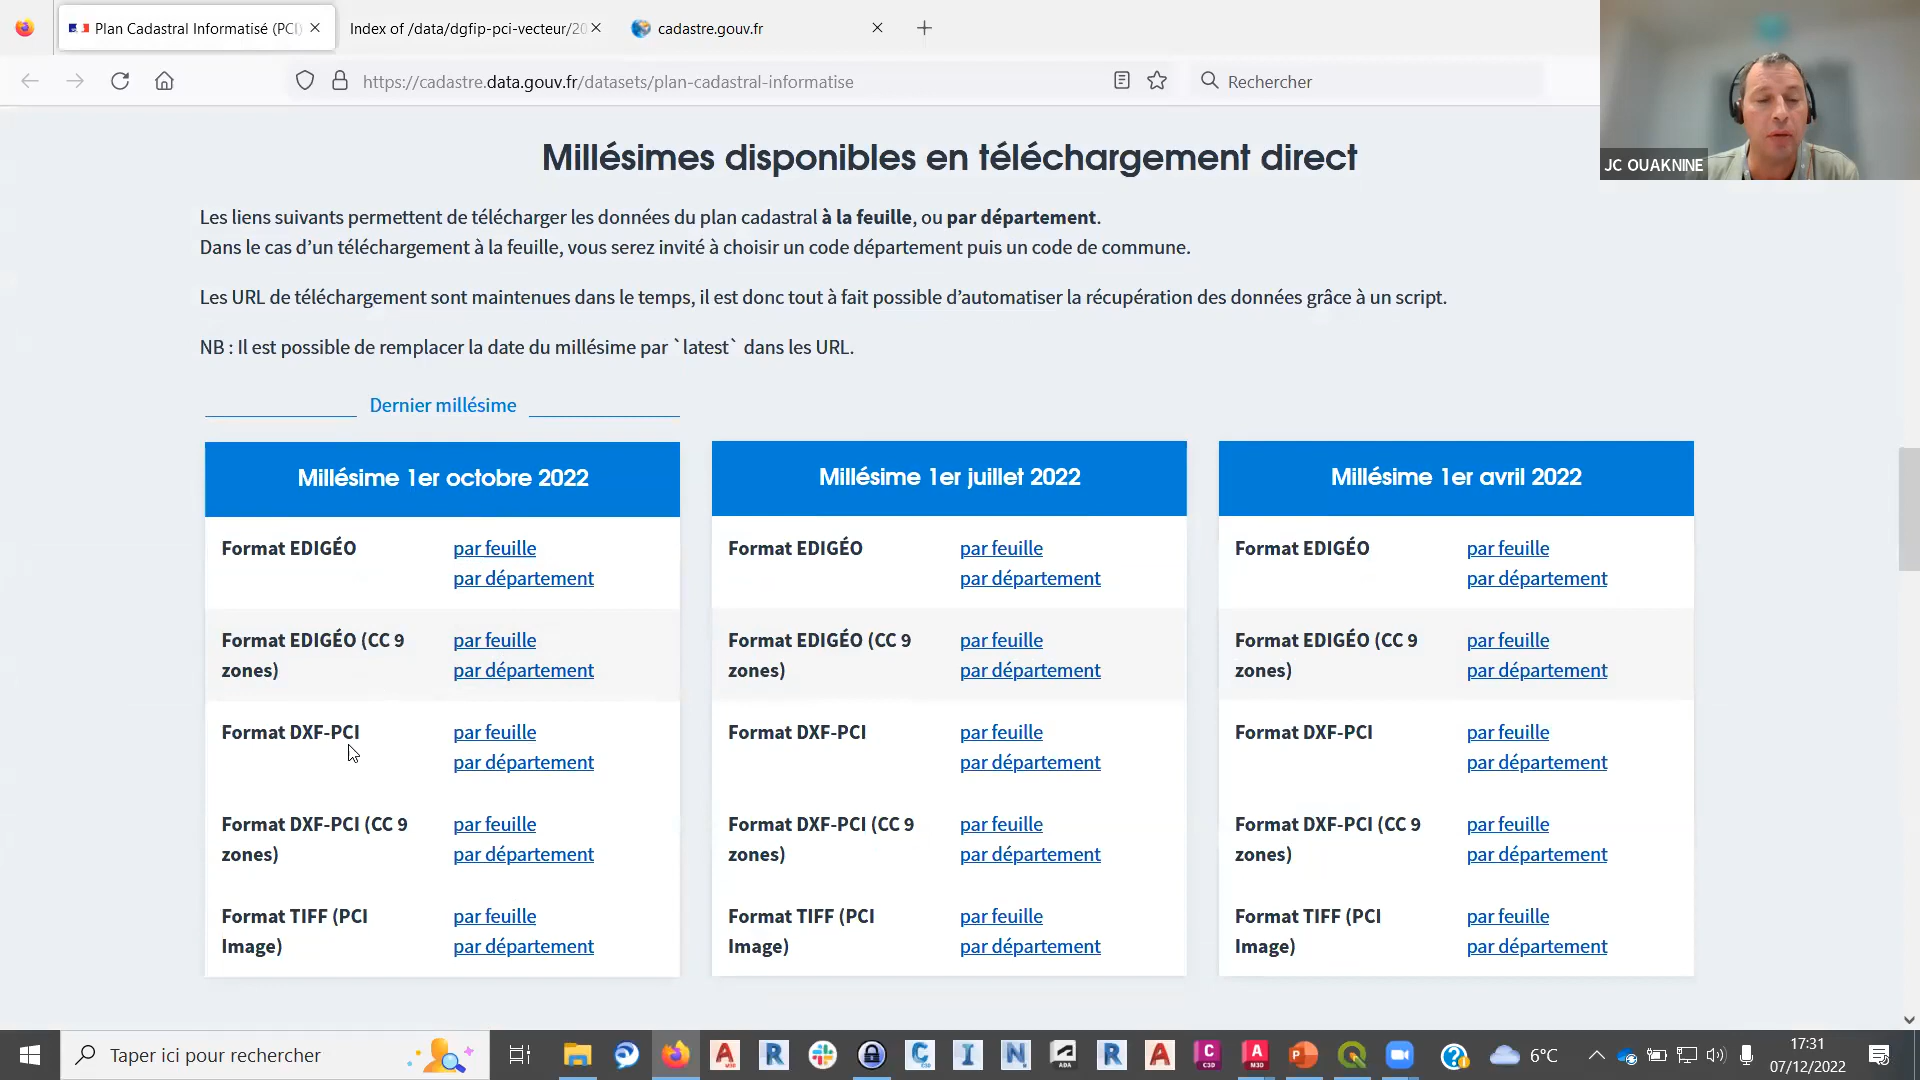 Plan Cadastral Informatisé (PCI)
Index of /data/dgfip-pci-vecteur/20
cadastre.gouv.fr
https://cadastre.data.gouv.fr/datasets/plan-cadastral-informatise
Rechercher
JC OUAKNINE
Millésimes disponibles en téléchargement direct
Les liens suivants permettent de télécharger les données du plan cadastral à la feuille, ou par département.
Dans le cas d’un téléchargement à la feuille, vous serez invité à choisir un code département puis un code de commune.
Les URL de téléchargement sont maintenues dans le temps, il est donc tout à fait possible d’automatiser la récupération des données grâce à un script.
NB : Il est possible de remplacer la date du millésime par `latest` dans les URL.
Dernier millésime
Millésime 1er octobre 2022
Format EDIGÉO par feuille
par département
Format EDIGÉO (CC 9 par feuille
zones) par département
Format DXF-PCI par feuille
par département
Format DXF-PCI (CC 9 par feuille
zones) par département
Format TIFF (PCI par feuille
Image) par département
Millésime 1er juillet 2022
Format EDIGÉO par feuille
par département
Format EDIGÉO (CC 9 par feuille
zones) par département
Format DXF-PCI par feuille
par département
Format DXF-PCI (CC 9 par feuille
zones) par département
Format TIFF (PCI par feuille
Image) par département
Millésime 1er avril 2022
Format EDIGÉO par feuille
par département
Format EDIGÉO (CC 9 par feuille
zones) par département
Format DXF-PCI par feuille
par département
Format DXF-PCI (CC 9 par feuille
zones) par département
Format TIFF (PCI par feuille
Image) par département
Taper ici pour rechercher
6°C
17:31
07/12/2022